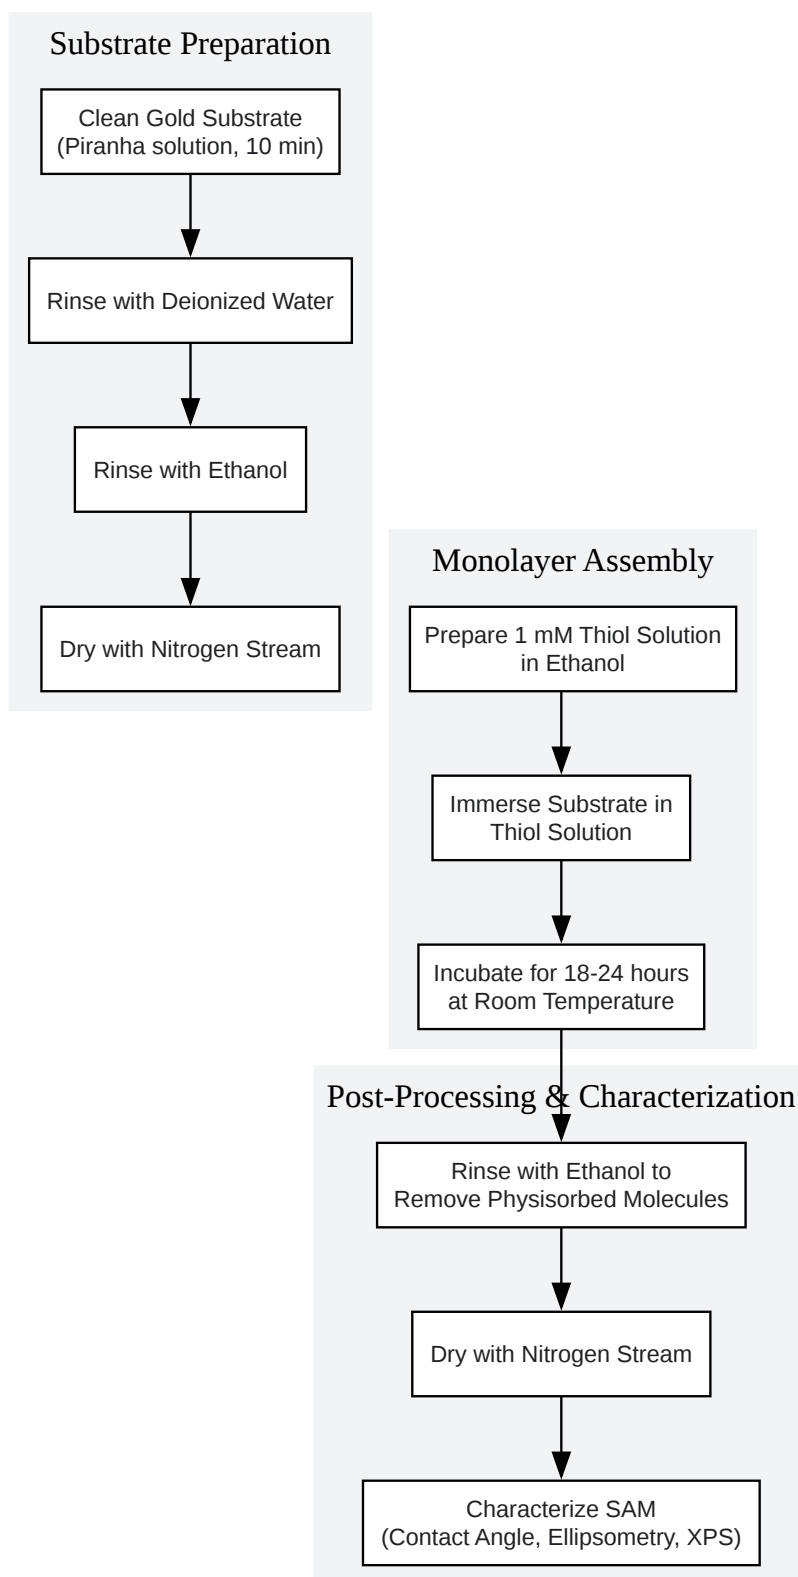 Substrate Preparation
Clean Gold Substrate
(Piranha solution, 10 min)
Rinse with Deionized Water
Rinse with Ethanol
Dry with Nitrogen Stream
Monolayer Assembly
Prepare 1 mM Thiol Solution
in Ethanol
Immerse Substrate in
Thiol Solution
Incubate for 18-24 hours
at Room Temperature
Post-Processing & Characterization
Rinse with Ethanol to
Remove Physisorbed Molecules
Dry with Nitrogen Stream
Characterize SAM
(Contact Angle, Ellipsometry, XPS)